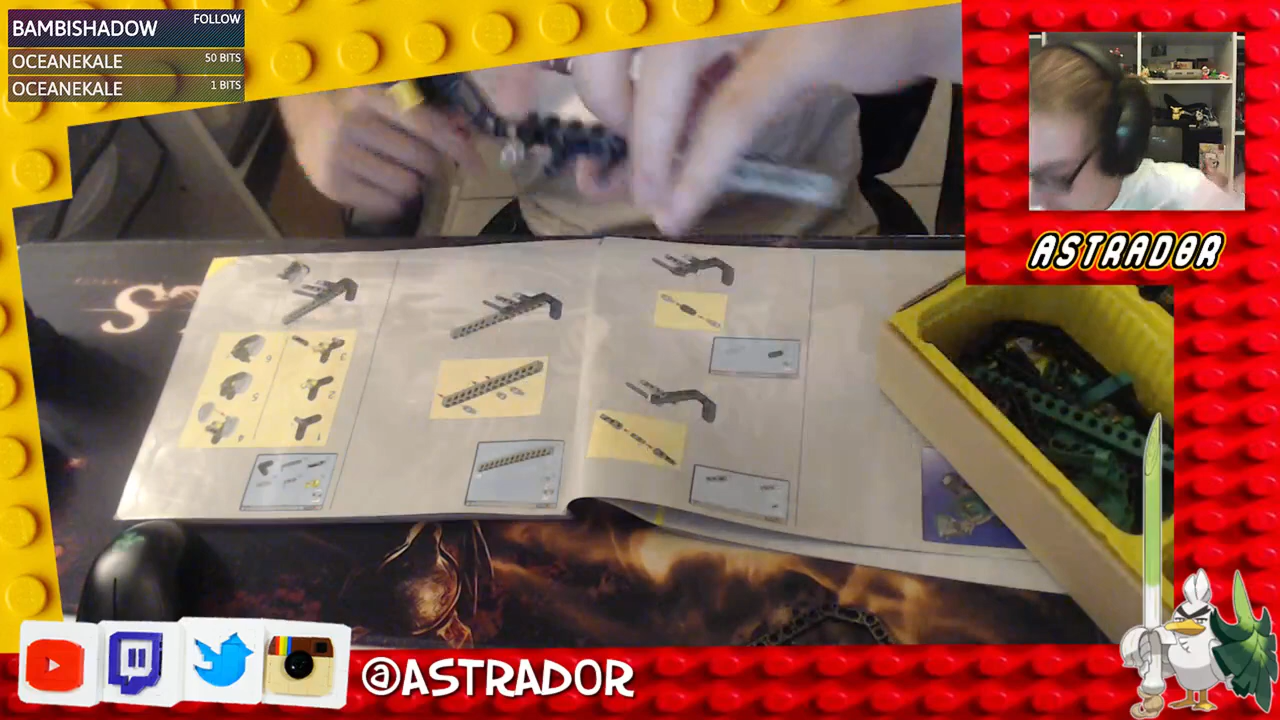 BAMBISHADOW FOLLOW
OCEANEKALE 50 BITS
OCEANEKALE 1 BITS
ASTRADOR
@ASTRADOR